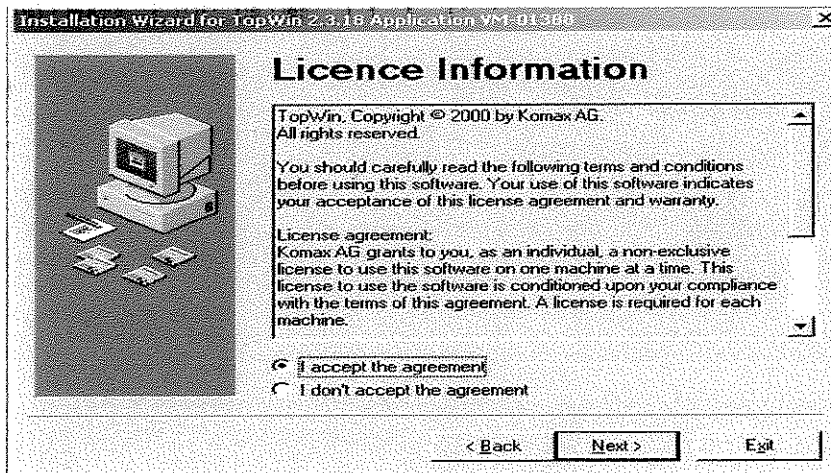 Installation Wizard for TopWin 2.3.18 Application VM-01388
Licence Information
TopWin, Copyright © 2000 by Komax AG.
All rights reserved.
You should carefully read the following terms and conditions
before using this software. Your use of this software indicates
your acceptance of this license agreement and warranty.
License agreement:
Komax AG grants to you, as an individual, a non-exclusive
license to use this software on one machine at a time. This
license to use the software is conditioned upon your compliance
with the terms of this agreement. A license is required for each
machine.
I accept the agreement
I don't accept the agreement
< Back Next > Exit